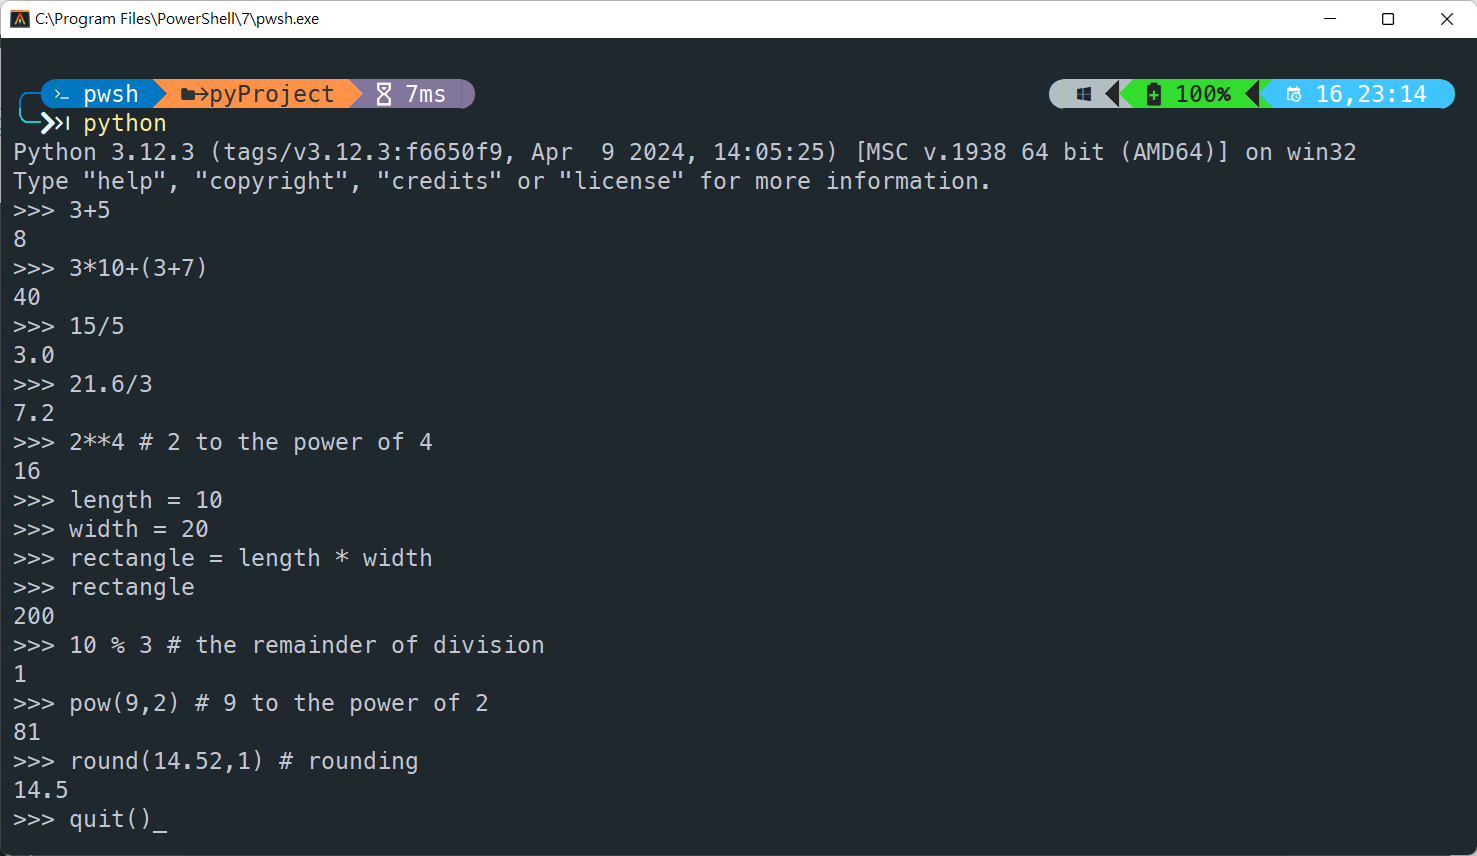 C:\Program Files\PowerShell\7\pwsh.exe
pwsh pyProject 7ms 100% 16,23:14
python
Python 3.12.3 (tags/v3.12.3:f6650f9, Apr  9 2024, 14:05:25) [MSC v.1938 64 bit (AMD64)] on win32
Type "help", "copyright", "credits" or "license" for more information.
>>> 3+5
8
>>> 3*10+(3+7)
40
>>> 15/5
3.0
>>> 21.6/3
7.2
>>> 2**4 # 2 to the power of 4
16
>>> length = 10
>>> width = 20
>>> rectangle = length * width
>>> rectangle
200
>>> 10 % 3 # the remainder of division
1
>>> pow(9,2) # 9 to the power of 2
81
>>> round(14.52,1) # rounding
14.5
>>> quit()_